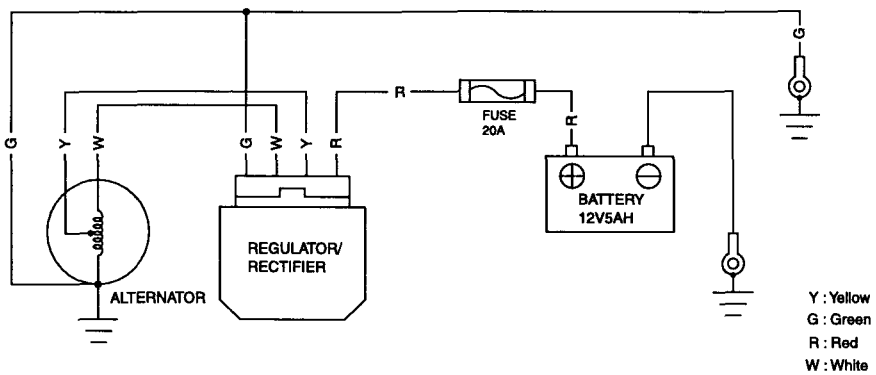 G
R
FUSE
20A
R
G
Y
W
G
W
Y
R
BATTERY
12V5AH
REGULATOR/
RECTIFIER
ALTERNATOR
Y : Yellow
G : Green
R : Red
W : White